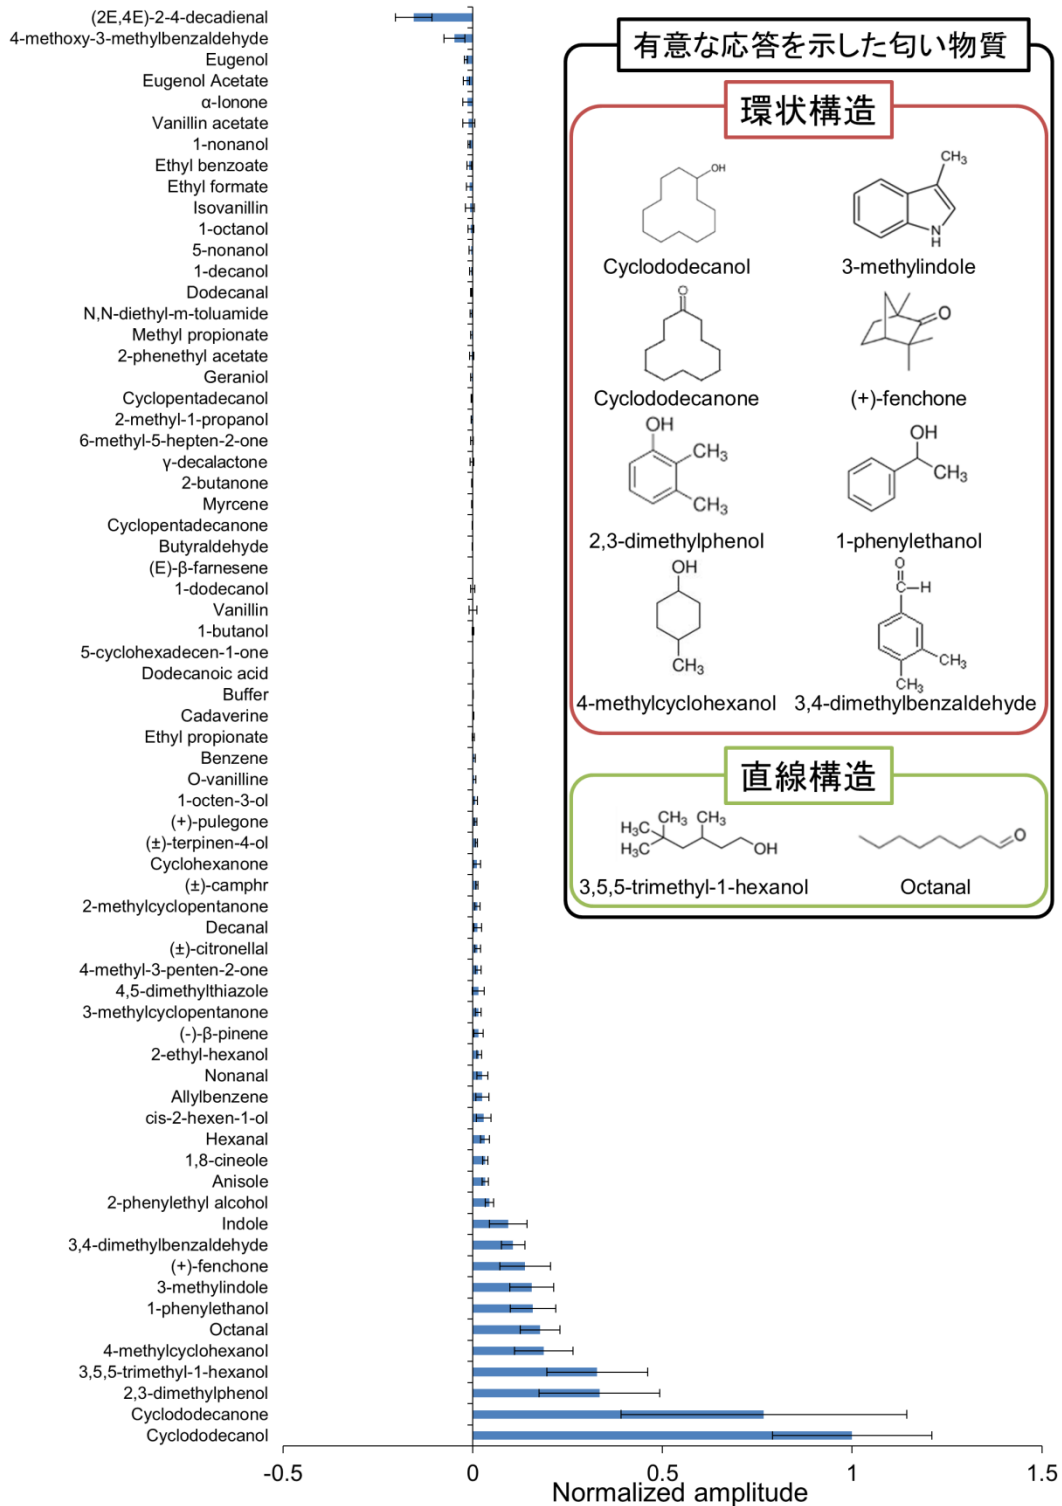 (2E,4E)-2-4-decadienal
4-methoxy-3-methylbenzaldehyde
Eugenol
Eugenol Acetate
α-Ionone
Vanillin acetate
1-nonanol
Ethyl benzoate
Ethyl formate
Isovanillin
1-octanol
5-nonanol
1-decanol
Dodecanal
N,N-diethyl-m-toluamide
Methyl propionate
2-phenethyl acetate
Geraniol
Cyclopentadecanol
2-methyl-1-propanol
6-methyl-5-hepten-2-one
γ-decalactone
2-butanone
Myrcene
Cyclopentadecanone
Butyraldehyde
(E)-β-farnesene
1-dodecanol
Vanillin
1-butanol
5-cyclohexadecen-1-one
Dodecanoic acid
Buffer
Cadaverine
Ethyl propionate
Benzene
O-vanilline
1-octen-3-ol
(+)-pulegone
(±)-terpinen-4-ol
Cyclohexanone
(±)-camphr
2-methylcyclopentanone
Decanal
(±)-citronellal
4-methyl-3-penten-2-one
4,5-dimethylthiazole
3-methylcyclopentanone
(-)-β-pinene
2-ethyl-hexanol
Nonanal
Allylbenzene
cis-2-hexen-1-ol
Hexanal
1,8-cineole
Anisole
2-phenylethyl alcohol
Indole
3,4-dimethylbenzaldehyde
(+)-fenchone
3-methylindole
1-phenylethanol
Octanal
4-methylcyclohexanol
3,5,5-trimethyl-1-hexanol
2,3-dimethylphenol
Cyclododecanone
Cyclododecanol
-0.5 0 0.5 1 1.5
Normalized amplitude
有意な応答を示した匂い物質
環状構造
OH
CH3
N
H
Cyclododecanol 3-methylindole
O
O
Cyclododecanone (+)-fenchone
OH
CH3
CH3
OH
CH3
2,3-dimethylphenol 1-phenylethanol
OH
CH3
O
C-H
CH3
CH3
4-methylcyclohexanol 3,4-dimethylbenzaldehyde
直線構造
CH3 CH3
H3C
H3C
OH
O
3,5,5-trimethyl-1-hexanol Octanal